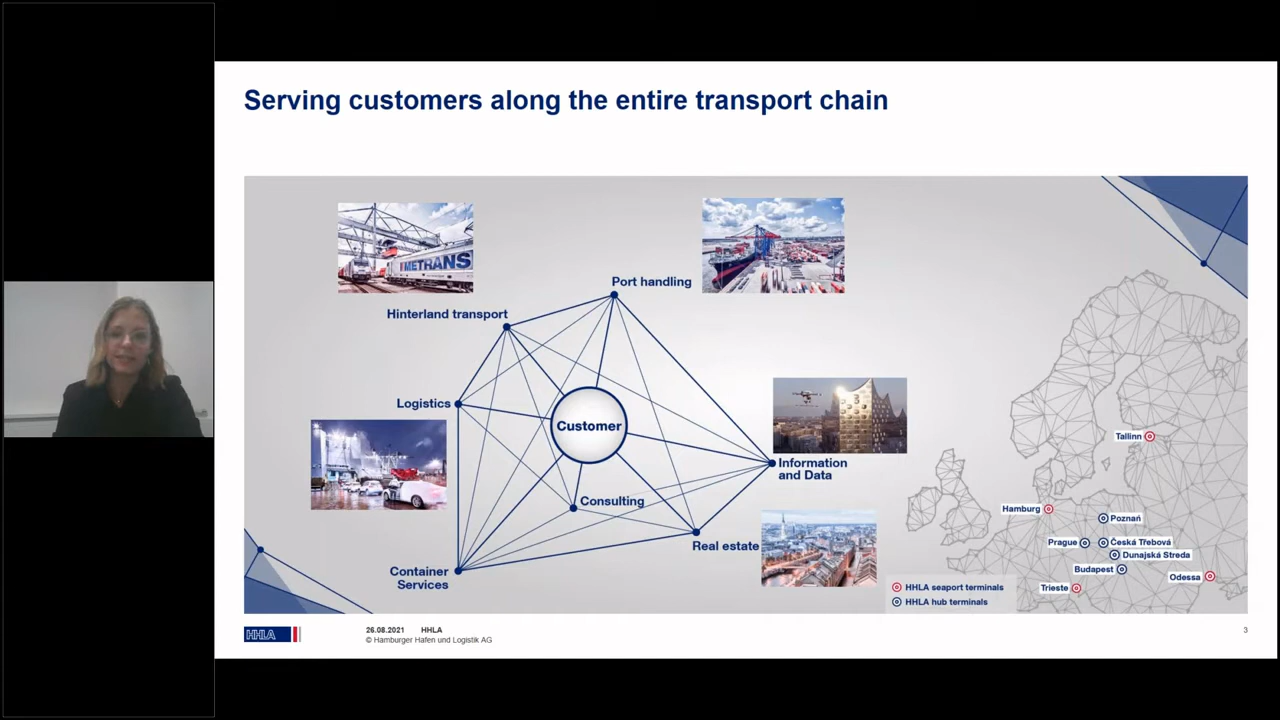 Serving customers along the entire transport chain
METRANS
Port handling
Hinterland transport
Logistics
Customer
Information
and Data
Consulting
Real estate
Container
Services
Tallinn
Hamburg
Poznań
Prague
Česká Třebová
Dunajská Streda
Budapest
Odessa
Trieste
HHLA seaport terminals
HHLA hub terminals
HHLA
26.08.2021 HHLA
© Hamburger Hafen und Logistik AG
3